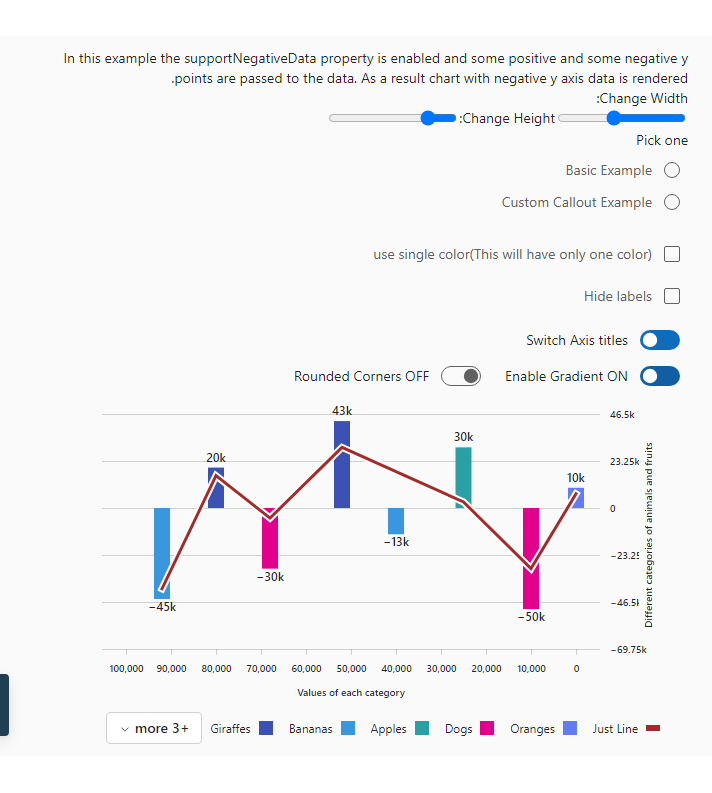 In this example the supportNegativeData property is enabled and some positive and some negative y
.points are passed to the data. As a result chart with negative y axis data is rendered
:Change Width
:Change Height
Pick one
Basic Example
Custom Callout Example
use single color(This will have only one color)
Hide labels
Switch Axis titles
Enable Gradient ON
Rounded Corners OFF
46.5k
23.25k
0
−23.25
−46.5k
−69.75k
Different categories of animals and fruits
43k
20k
30k
10k
−13k
−30k
−45k
−50k
100,000 90,000 80,000 70,000 60,000 50,000 40,000 30,000 20,000 10,000 0
Values of each category
more 3+ Giraffes Bananas Apples Dogs Oranges Just Line